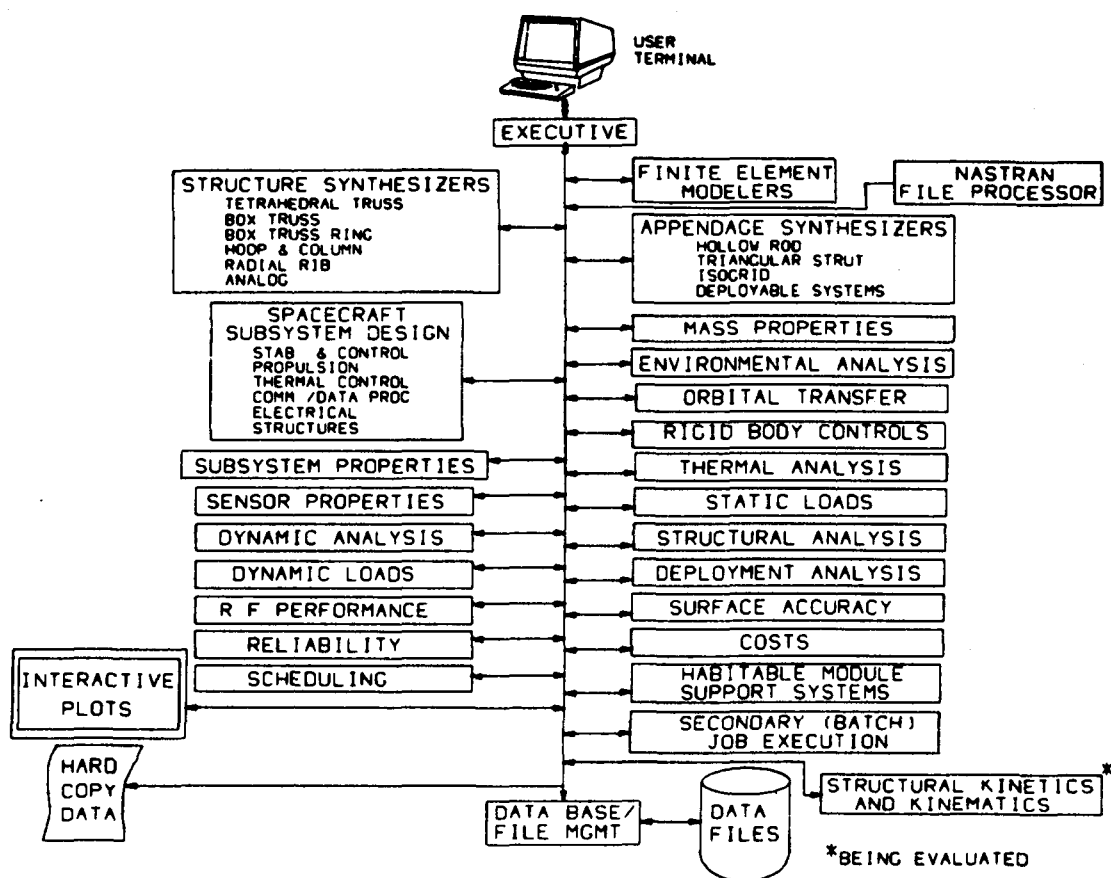 USER
TERMINAL
EXECUTIVE
STRUCTURE SYNTHESIZERS
TETRAHEDRAL TRUSS
BOX TRUSS
BOX TRUSS RING
HOOP & COLUMN
RADIAL RIB
ANALOG
FINITE ELEMENT
MODELERS
NASTRAN
FILE PROCESSOR
APPENDAGE SYNTHESIZERS
HOLLOW ROD
TRIANGULAR STRUT
ISOGRID
DEPLOYABLE SYSTEMS
SPACECRAFT
SUBSYSTEM DESIGN
STAB & CONTROL
PROPULSION
THERMAL CONTROL
COMM /DATA PROC
ELECTRICAL
STRUCTURES
MASS PROPERTIES
ENVIRONMENTAL ANALYSIS
ORBITAL TRANSFER
RIGID BODY CONTROLS
SUBSYSTEM PROPERTIES
THERMAL ANALYSIS
SENSOR PROPERTIES
STATIC LOADS
DYNAMIC ANALYSIS
STRUCTURAL ANALYSIS
DYNAMIC LOADS
DEPLOYMENT ANALYSIS
R F PERFORMANCE
SURFACE ACCURACY
RELIABILITY
COSTS
SCHEDULING
HABITABLE MODULE
SUPPORT SYSTEMS
INTERACTIVE
PLOTS
SECONDARY (BATCH)
JOB EXECUTION
HARD
COPY
DATA
STRUCTURAL KINETICS *
AND KINEMATICS
DATA BASE/
FILE MGMT
DATA
FILES
*BEING EVALUATED